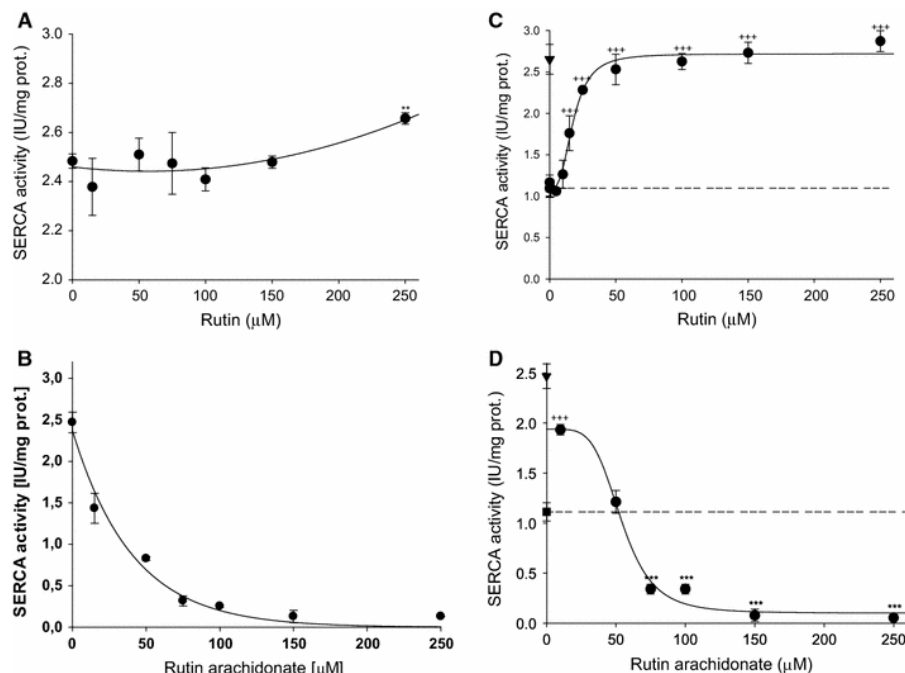 A
SERCA activity (IU/mg prot.)
3.0
2.8
2.6
2.4
2.2
2.0
**
0 50 100 150 200 250
Rutin (µM)
C
SERCA activity (IU/mg prot.)
3.0
2.5
2.0
1.5
1.0
0.5
0.0
+++ +++ +++ +++ +++ +++
0 50 100 150 200 250
Rutin (µM)
B
SERCA activity [IU/mg prot.]
3,0
2,5
2,0
1,5
1,0
0,5
0,0
0 50 100 150 200 250
Rutin arachidonate [µM]
D
SERCA activity (IU/mg prot.)
2.5
2.0
1.5
1.0
0.5
0.0
+++
*** *** *** ***
0 50 100 150 200 250
Rutin arachidonate (µM)